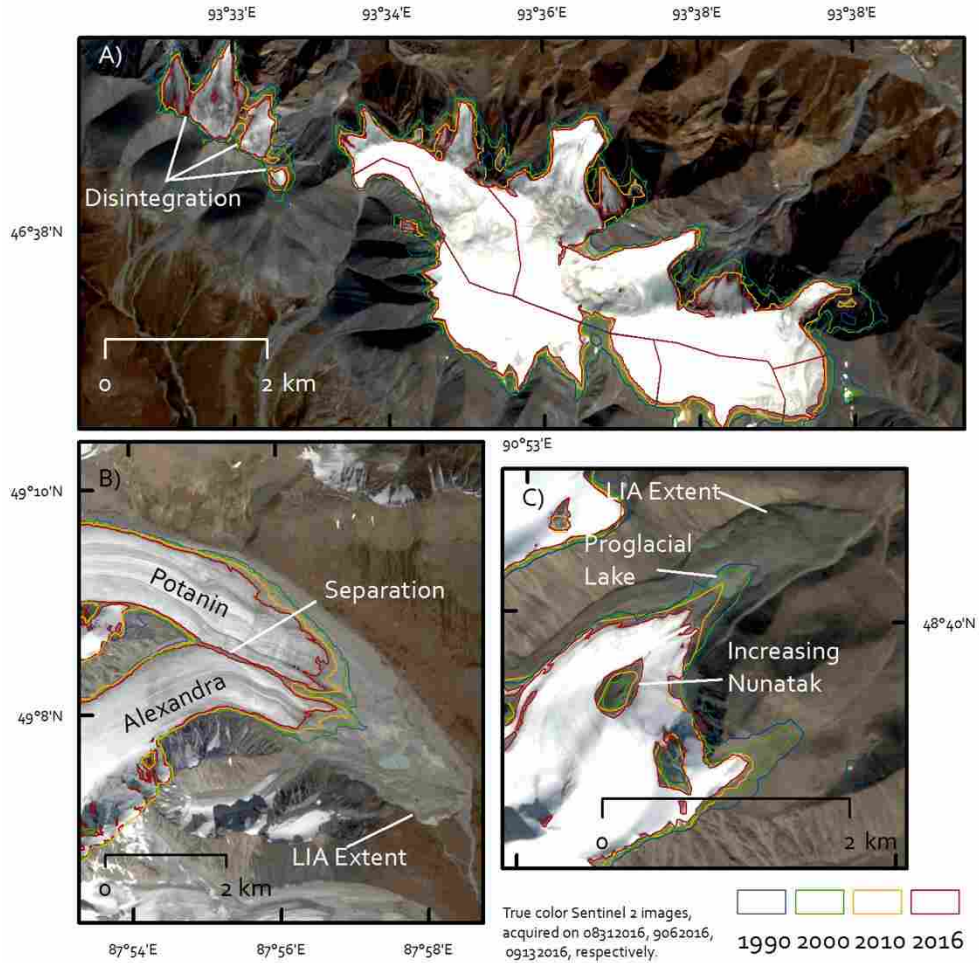 93°33'E
93°34'E
93°36'E
93°38'E
93°38'E
A)
Disintegration
46°38'N
0
2 km
90°53'E
49°10'N
B)
Potanin
Separation
Alexandra
49°8'N
LIA Extent
0
2 km
87°54'E
87°56'E
87°58'E
C)
LIA Extent
Proglacial
Lake
48°40'N
Increasing
Nunatak
0
2 km
True color Sentinel 2 images,
acquired on 08312016, 9062016,
09132016, respectively.
1990 2000 2010 2016